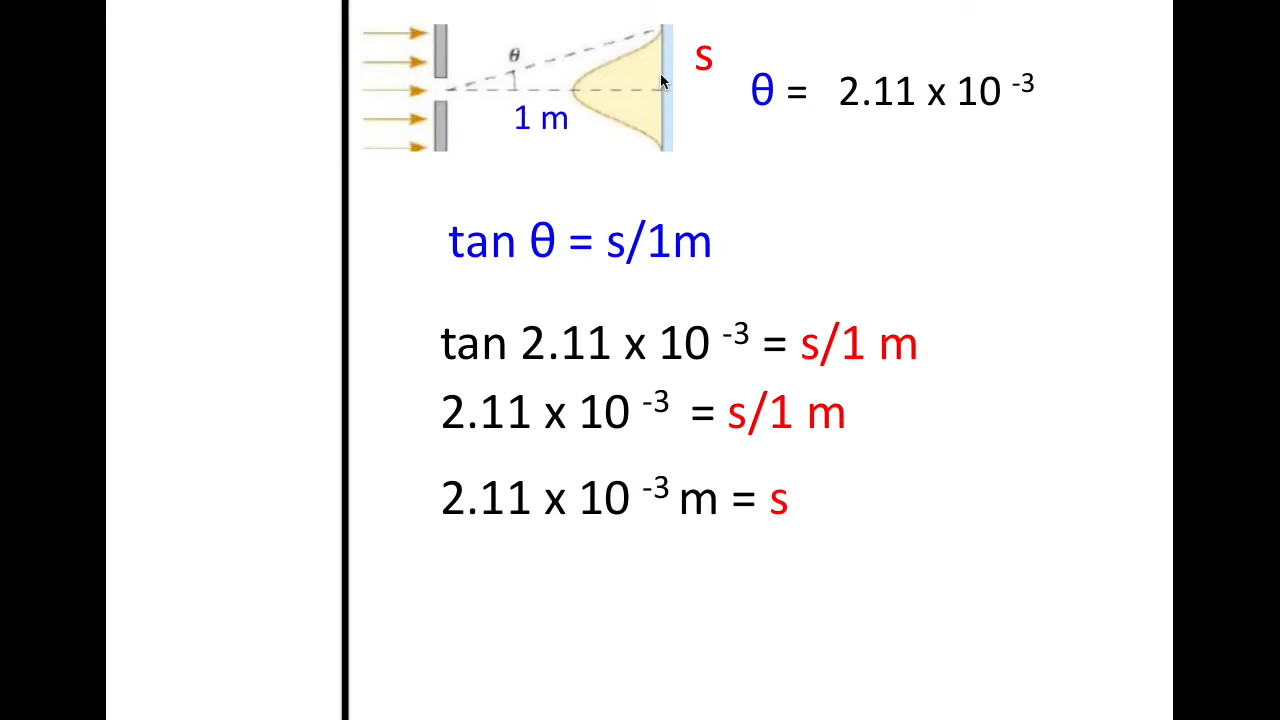 s
θ
θ = 2.11 x 10 -3
1 m
tan θ = s/1m
tan 2.11 x 10 -3 = s/1 m
2.11 x 10 -3 = s/1 m
2.11 x 10 -3 m = s